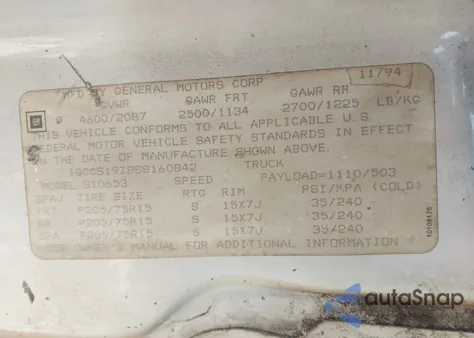 MFD BY GENERAL MOTORS CORP
11/94
GVWR GAWR FRT GAWR RR
GM 4600/2087 2500/1134 2700/1225 LB/KG
THIS VEHICLE CONFORMS TO ALL APPLICABLE U.S.
FEDERAL MOTOR VEHICLE SAFETY STANDARDS IN EFFECT
ON THE DATE OF MANUFACTURE SHOWN ABOVE.
1GCCS19Z8S8160842 TRUCK
MODEL: S10653 PAYLOAD=1110/503
SPEED
SPAJ TIRE SIZE RTG RIM PSI/KPA (COLD)
FRT P205/75R15 S 15X7J 35/240
RR P205/75R15 S 15X7J 35/240
SPA P205/75R15 S 15X7J 35/240
SEE OWNER'S MANUAL FOR ADDITIONAL INFORMATION
autoSnap